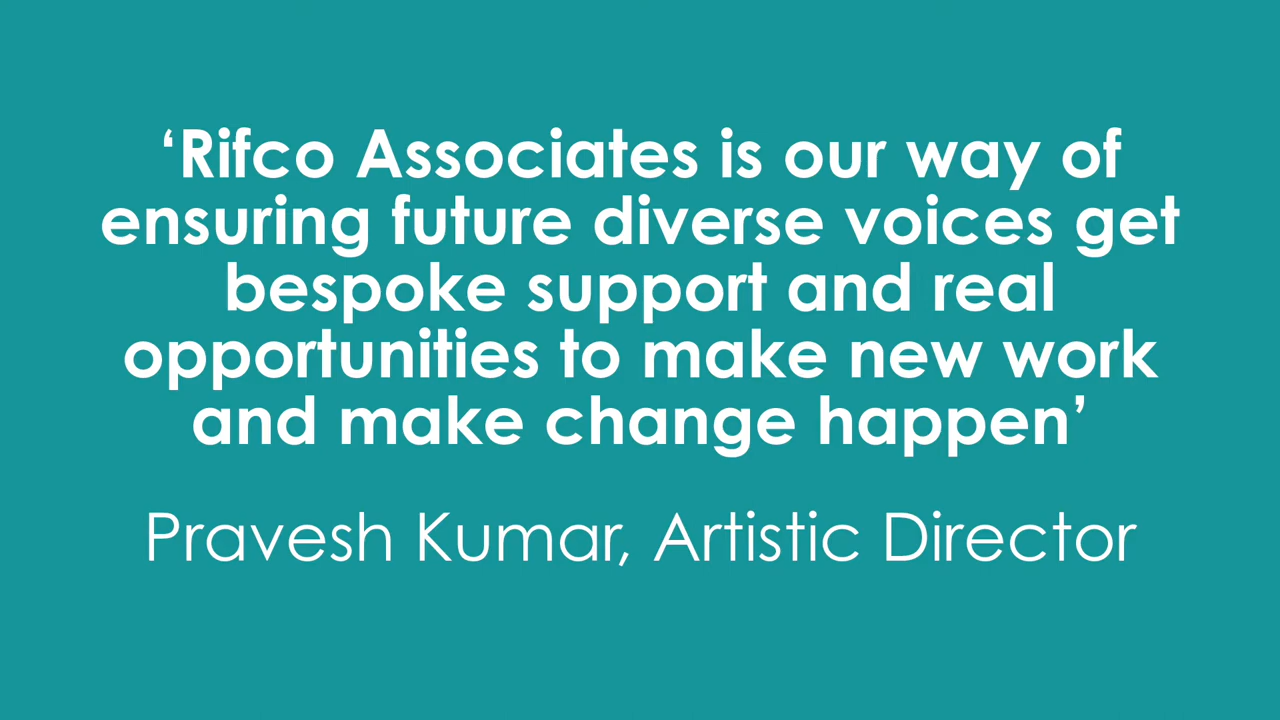 ‘Rifco Associates is our way of
ensuring future diverse voices get
bespoke support and real
opportunities to make new work
and make change happen’
Pravesh Kumar, Artistic Director